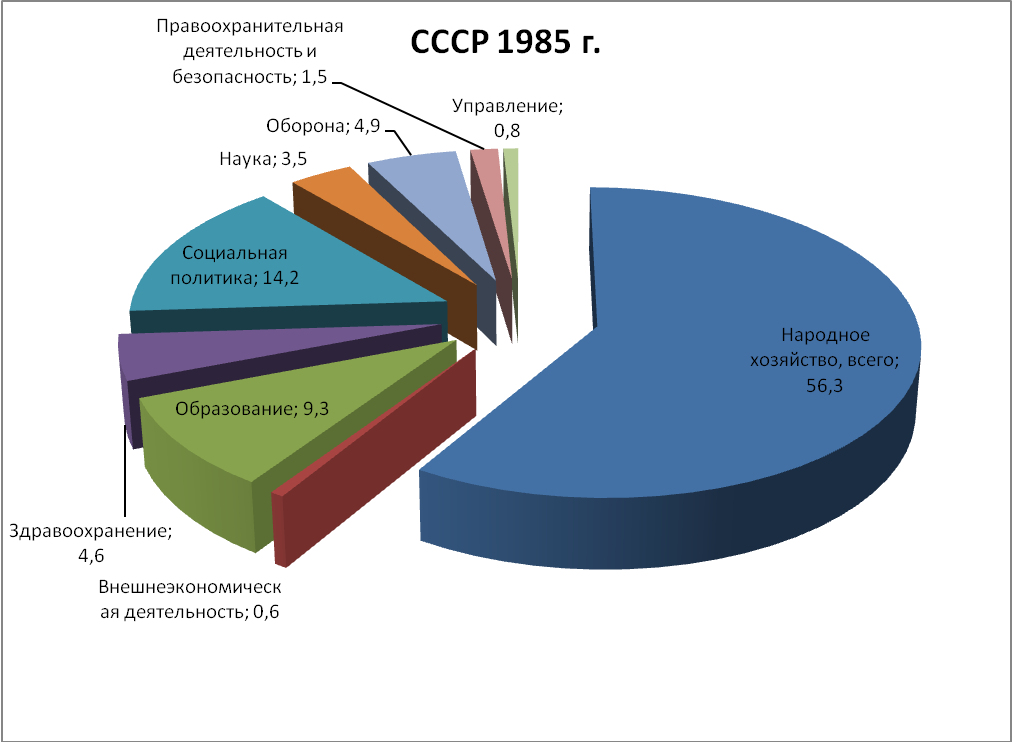 СССР 1985 г.
Правоохранительная
деятельность и
безопасность; 1,5
Управление;
0,8
Оборона; 4,9
Наука; 3,5
Социальная
политика; 14,2
Народное
хозяйство, всего;
56,3
Образование; 9,3
Здравоохранение;
4,6
Внешнеэкономическ
ая деятельность; 0,6